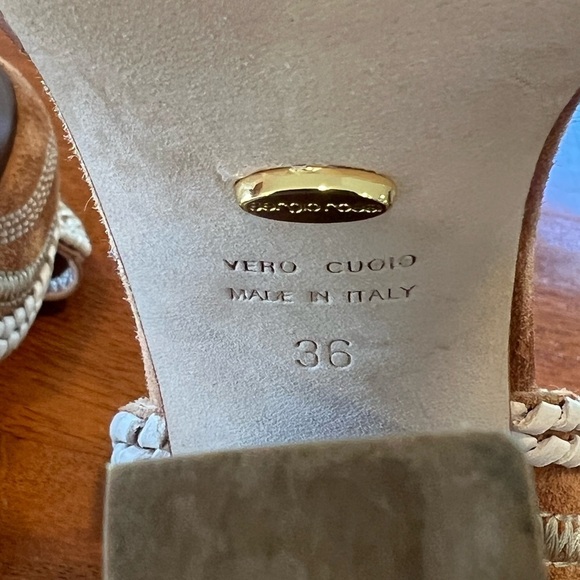 sergio rossi
VERO CUOIO
MADE IN ITALY
36